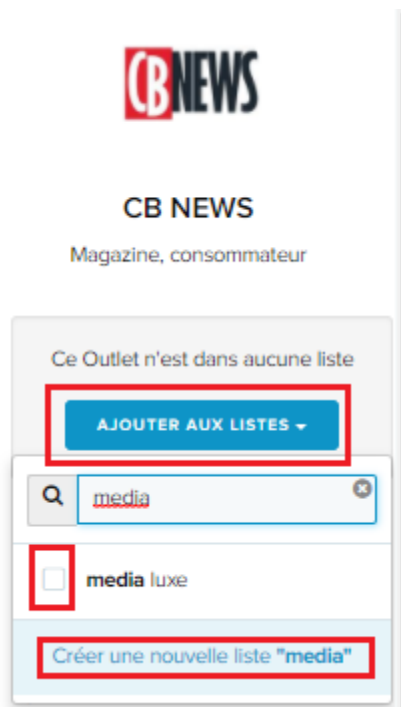 CBNEWS
CB NEWS
Magazine, consommateur
Ce Outlet n'est dans aucune liste
AJOUTER AUX LISTES
media
media luxe
Créer une nouvelle liste "media"